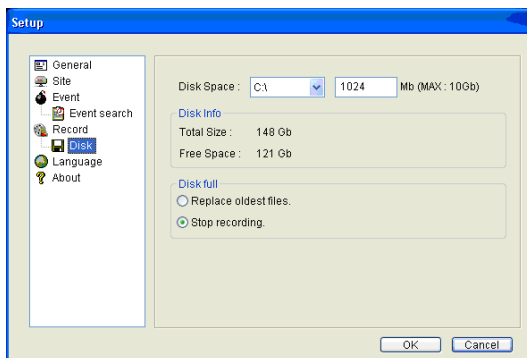 Setup
General
Site
Event
Event search
Record
Disk
Language
About
Disk Space : C:\ 1024 Mb (MAX : 10Gb)
Disk Info
Total Size : 148 Gb
Free Space : 121 Gb
Disk full
Replace oldest files.
Stop recording.
OK Cancel